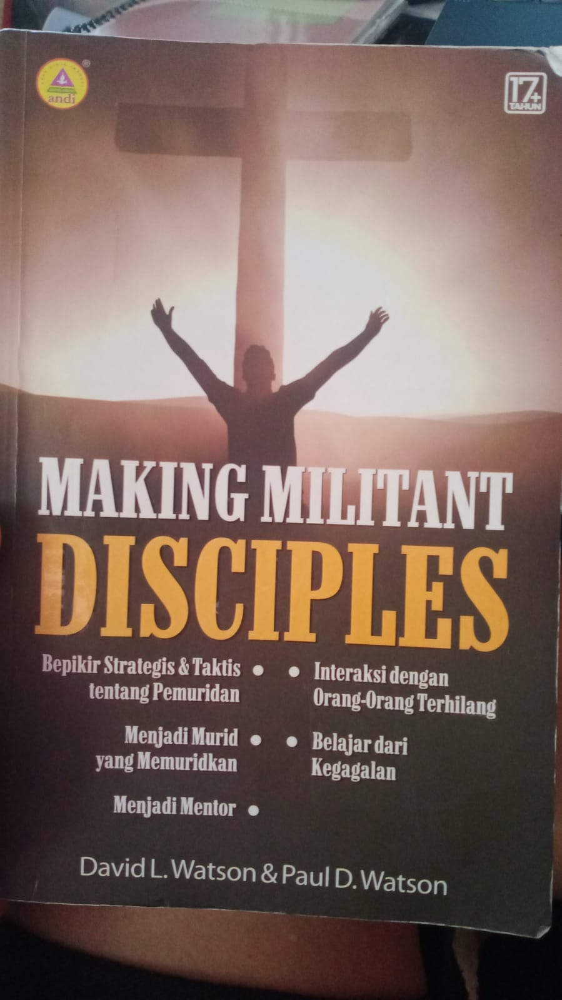 andi
®
17+
TAHUN
MAKING MILITANT
DISCIPLES
Bepikir Strategis & Taktis
tentang Pemuridan
Menjadi Murid
yang Memuridkan
Menjadi Mentor
Interaksi dengan
Orang-Orang Terhilang
Belajar dari
Kegagalan
David L. Watson & Paul D. Watson